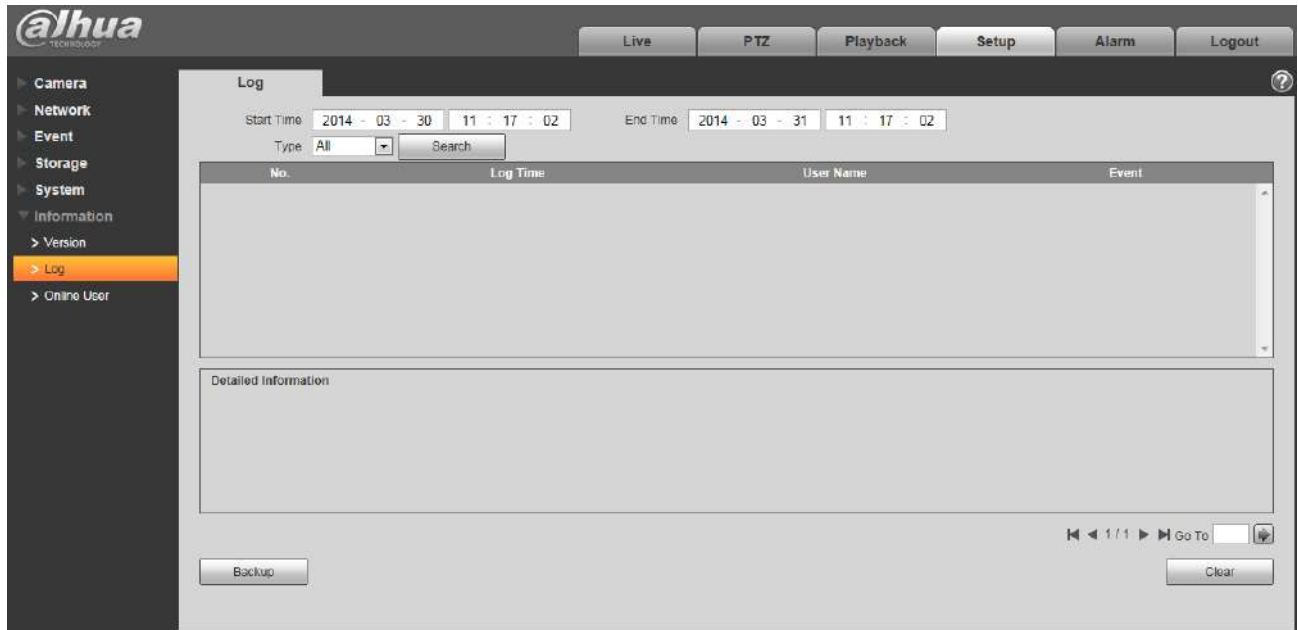 alhua
TECHNOLOGY
Live PTZ Playback Setup Alarm Logout
Camera
Network
Event
Storage
System
Information
> Version
> Log
> Online User
Log
?
Start Time 2014 - 03 - 30 11 : 17 : 02 End Time 2014 - 03 - 31 11 : 17 : 02
Type All Search
No. Log Time User Name Event
Detailed Information
1 / 1 Go To
Backup Clear